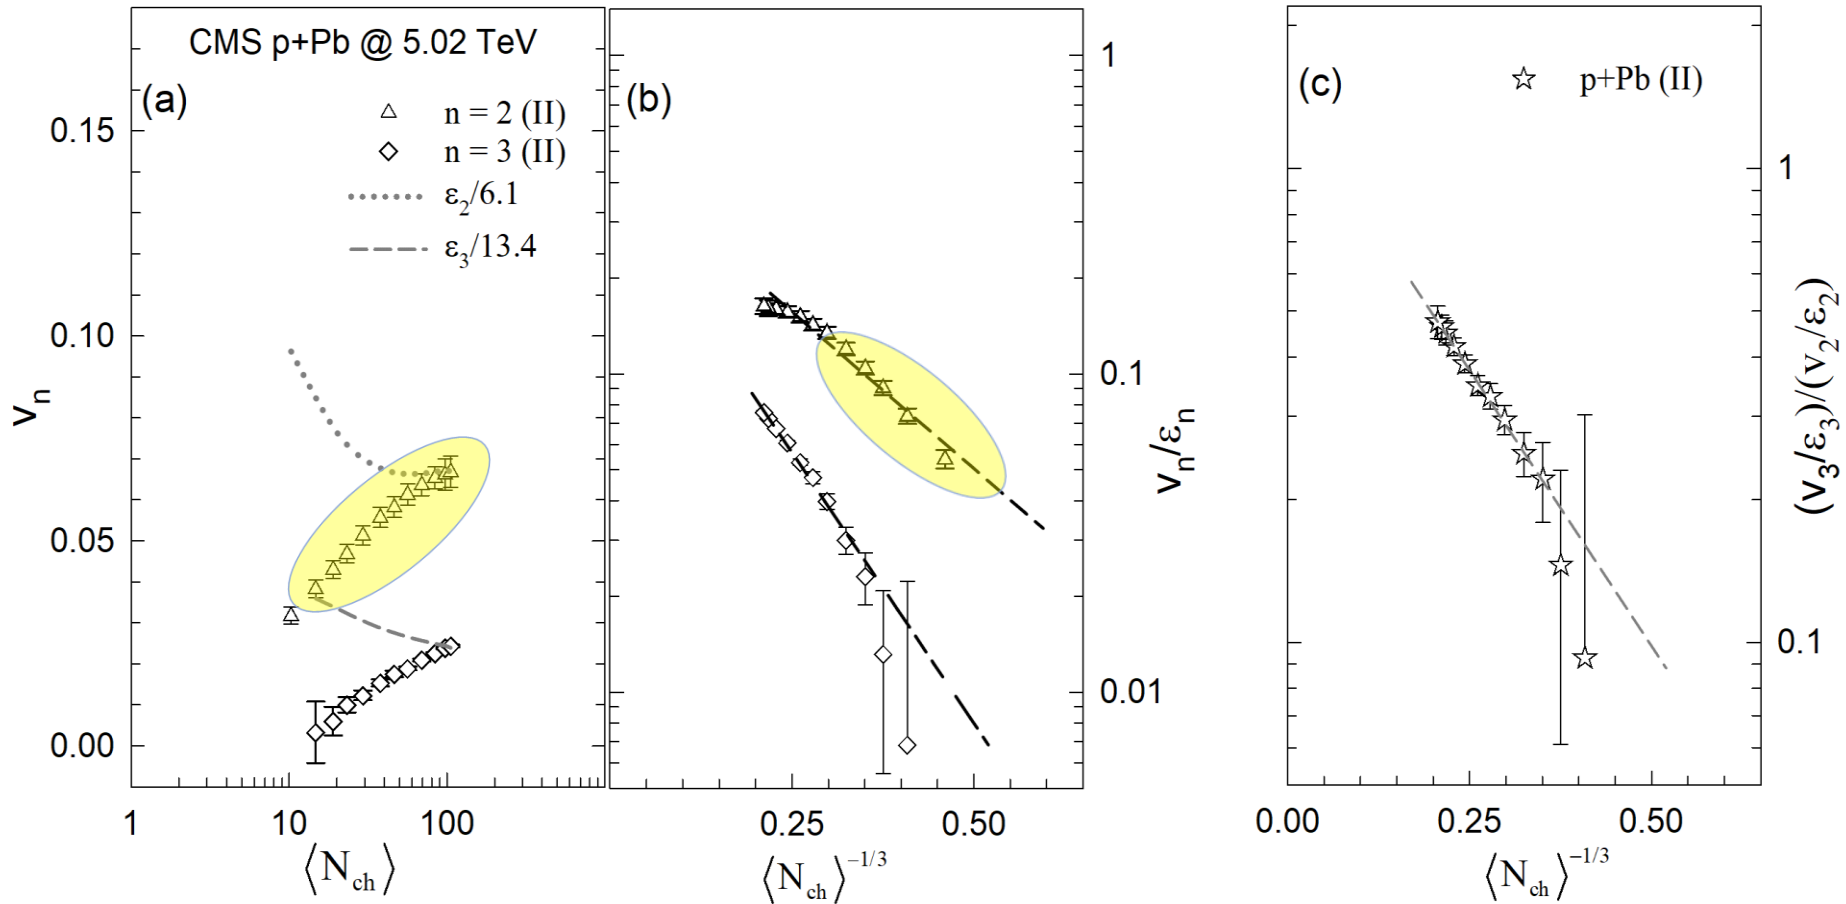 CMS p+Pb @ 5.02 TeV
(a)
n = 2 (II)
n = 3 (II)
ε₂/6.1
ε₃/13.4
0.15
0.10
0.05
0.00
vₙ
1
10
100
⟨N_ch⟩
(b)
1
0.1
0.01
vₙ/εₙ
0.25
0.50
⟨N_ch⟩^−1/3
(c)
p+Pb (II)
1
0.1
(v₃/ε₃)/(v₂/ε₂)
0.00
0.25
0.50
⟨N_ch⟩^−1/3